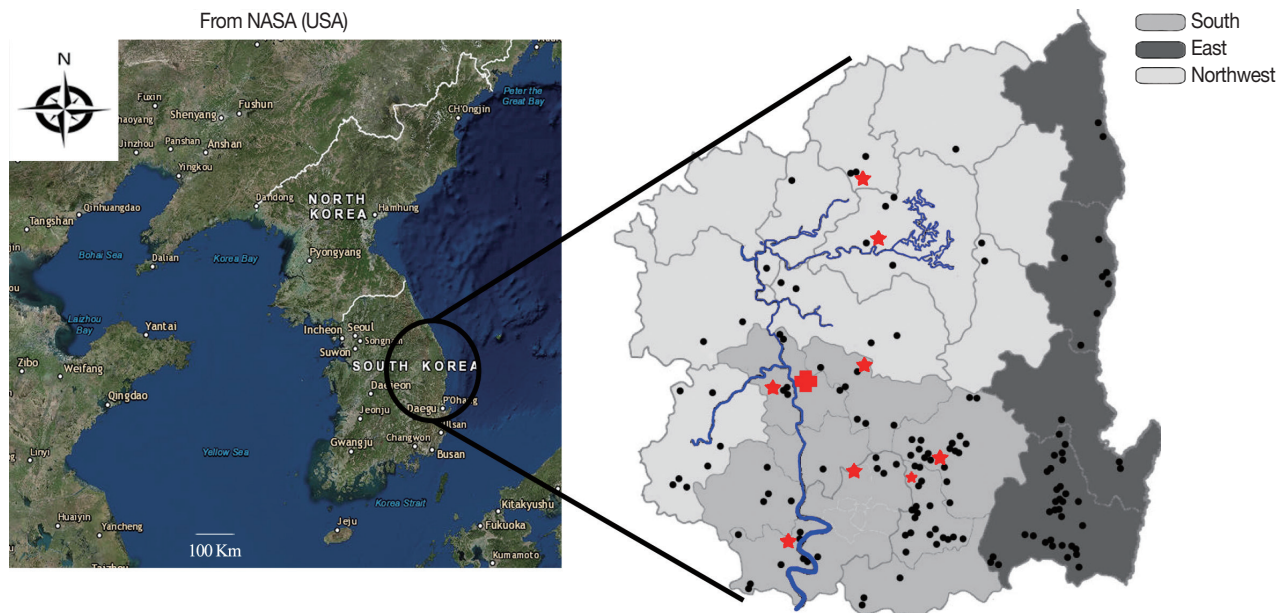 From NASA (USA)
N
Fuxin
Fushun
Shenyang
haoyang
Jinzhou
Panshan
Anshan
Yingkou
CH'Ongjin
Peter the
Great Bay
Dandong
NORTH
KOREA
Hamhung
Qinhuangdao
Tangshan
Bohai Sea
Dalian
Korea Bay
Pyongyang
Laizhou
Bay
Yantai
Incheon
Seoul
Suwon
SOUTH KOREA
Zibo
Weifang
Qingdao
Daejeon
Jeonju
Daegu
P'Ohang
Ulsan
Changwon
Gwangju
Busan
Linyi
Yellow Sea
Korea Strait
Kitakyushu
Jeju
Fukuoka
Huaiyin
Yancheng
Kumamoto
Taizhou
100 Km
South
East
Northwest